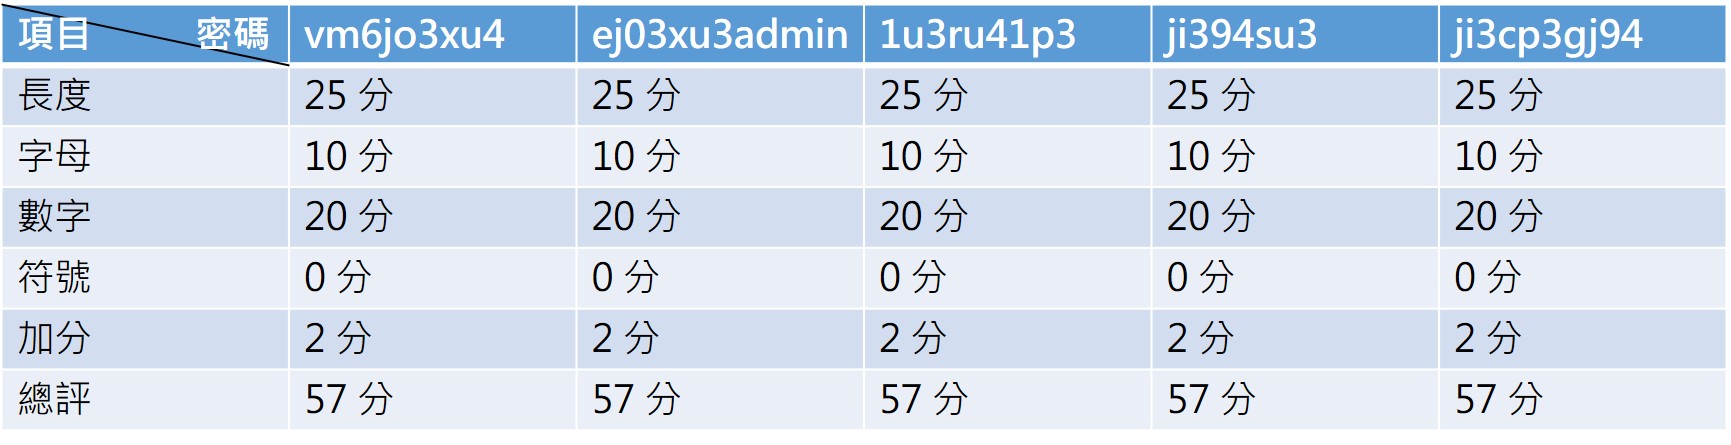 項目 密碼 vm6jo3xu4 ej03xu3admin 1u3ru41p3 ji394su3 ji3cp3gj94
長度 25 分 25 分 25 分 25 分 25 分
字母 10 分 10 分 10 分 10 分 10 分
數字 20 分 20 分 20 分 20 分 20 分
符號 0 分 0 分 0 分 0 分 0 分
加分 2 分 2 分 2 分 2 分 2 分
總評 57 分 57 分 57 分 57 分 57 分